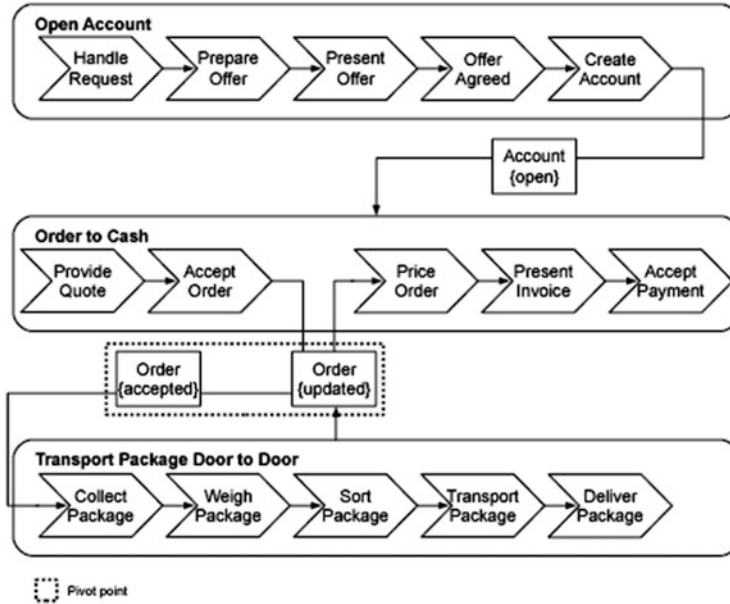 Open Account
Handle
Request
Prepare
Offer
Present
Offer
Offer
Agreed
Create
Account
Account
{open}
Order to Cash
Provide
Quote
Accept
Order
Price
Order
Present
Invoice
Accept
Payment
Order
{accepted}
Order
{updated}
Transport Package Door to Door
Collect
Package
Weigh
Package
Sort
Package
Transport
Package
Deliver
Package
Pivot point